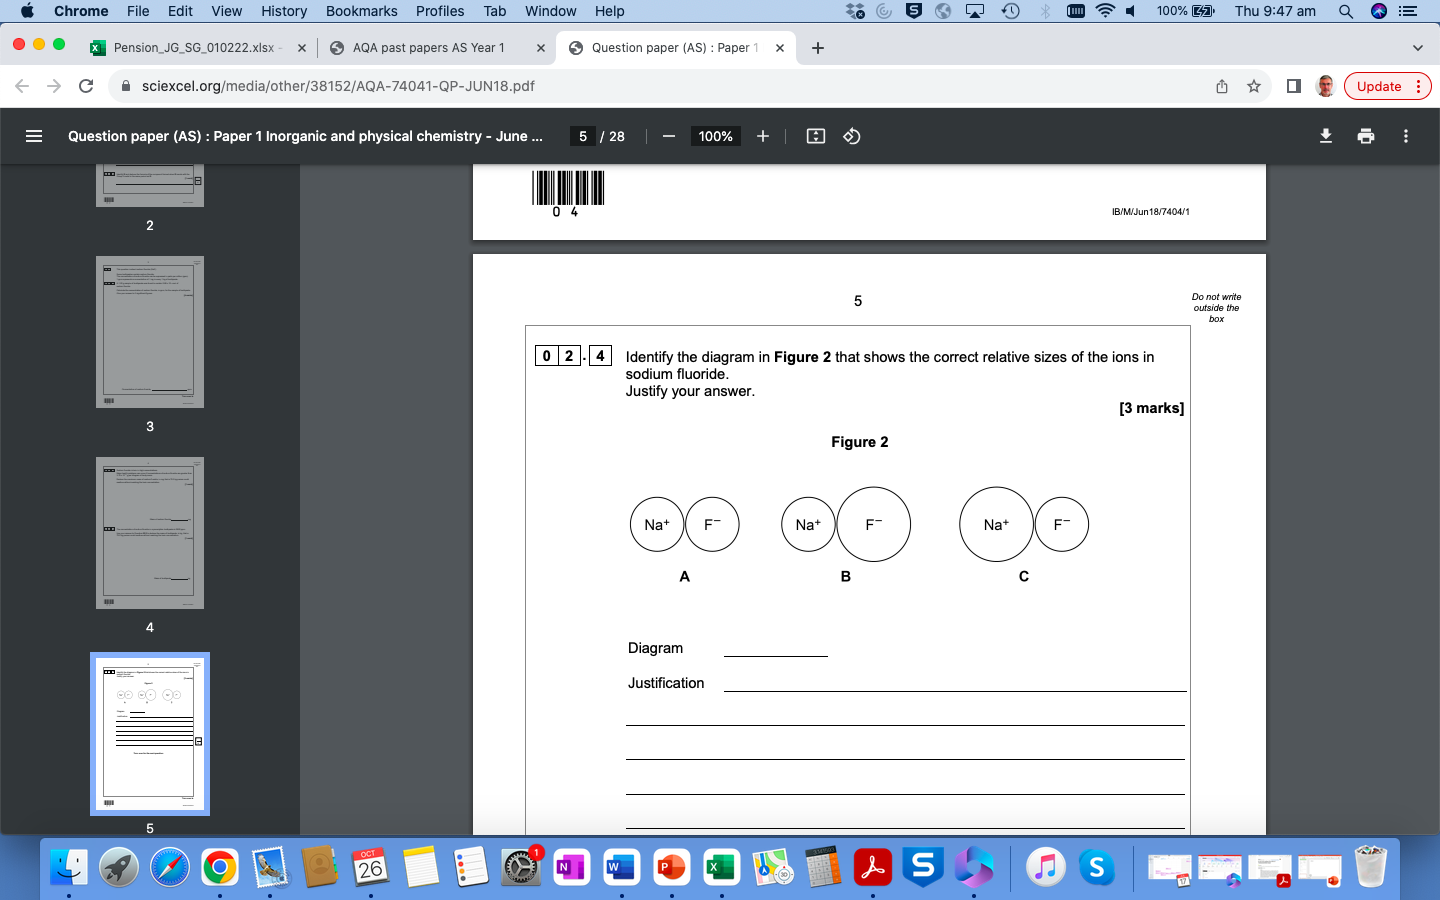 Chrome File Edit View History Bookmarks Profiles Tab Window Help 100% Thu 9:47 am
Pension_JG_SG_010222.xlsx - AQA past papers AS Year 1 Question paper (AS) : Paper 1
sciexcel.org/media/other/38152/AQA-74041-QP-JUN18.pdf Update
Question paper (AS) : Paper 1 Inorganic and physical chemistry - June ... 5 / 28 100%
2
3
4
5
0 4
IB/M/Jun18/7404/1
5
Do not write
outside the
box
0 2 . 4 Identify the diagram in Figure 2 that shows the correct relative sizes of the ions in
sodium fluoride.
Justify your answer.
[3 marks]
Figure 2
Na⁺ F⁻ Na⁺ F⁻ Na⁺ F⁻
A B C
Diagram
Justification
OCT
26
1
N
W
P
X
3D
S
S
17